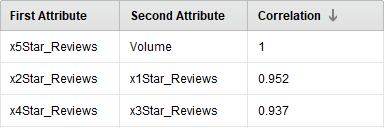 First Attribute Second Attribute Correlation ↓
x5Star_Reviews Volume 1
x2Star_Reviews x1Star_Reviews 0.952
x4Star_Reviews x3Star_Reviews 0.937